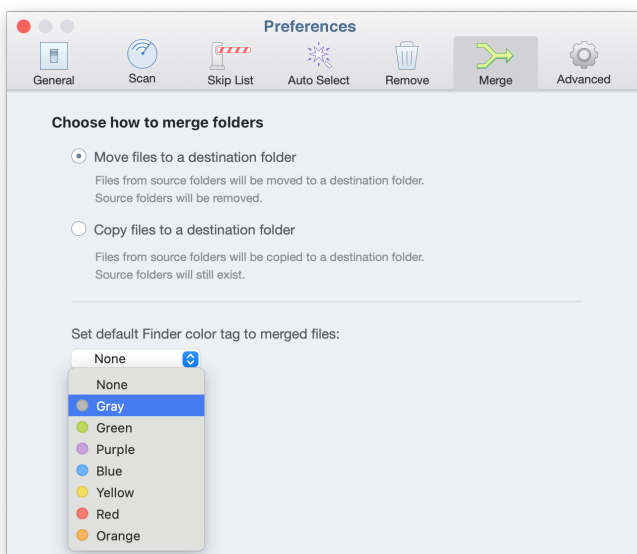 Preferences
General Scan Skip List Auto Select Remove Merge Advanced
Choose how to merge folders
Move files to a destination folder
Files from source folders will be moved to a destination folder.
Source folders will be removed.
Copy files to a destination folder
Files from source folders will be copied to a destination folder.
Source folders will still exist.
Set default Finder color tag to merged files:
None
None
Gray
Green
Purple
Blue
Yellow
Red
Orange